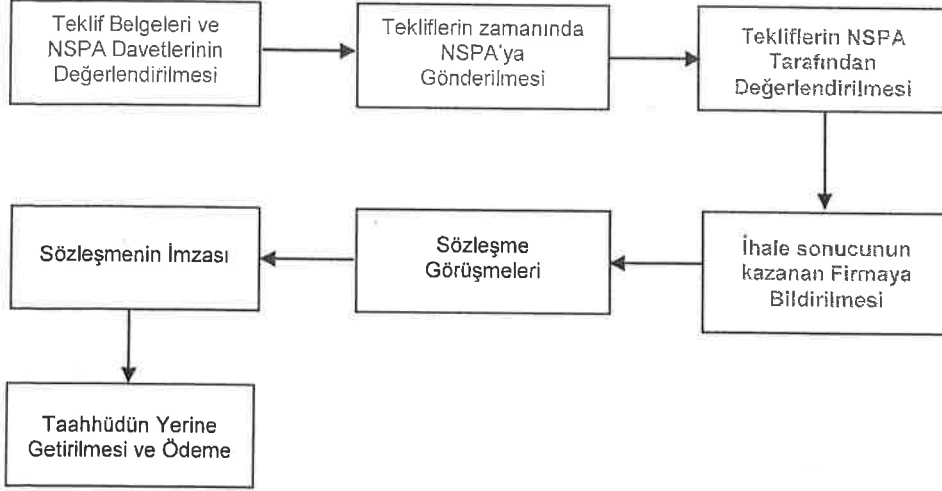 Teklif Belgeleri ve
NSPA Davetlerinin
Değerlendirilmesi
Tekliflerin zamanında
NSPA'ya
Gönderilmesi
Tekliflerin NSPA
Tarafından
Değerlendirilmesi
İhale sonucunun
kazanan Firmaya
Bildirilmesi
Sözleşme
Görüşmeleri
Sözleşmenin İmzası
Taahhüdün Yerine
Getirilmesi ve Ödeme